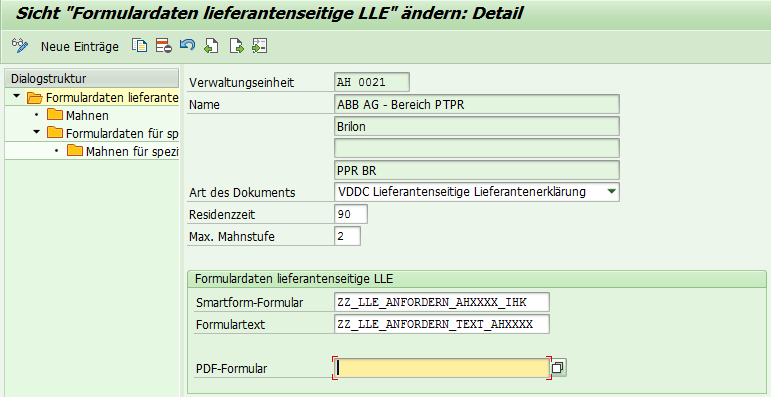 Sicht "Formulardaten lieferantenseitige LLE" ändern: Detail
Neue Einträge
Dialogstruktur
Formulardaten lieferante
Mahnen
Formulardaten für sp
Mahnen für spezi
Verwaltungseinheit AH 0021
Name ABB AG - Bereich PTPR
Brilon
PPR BR
Art des Dokuments VDDC Lieferantenseitige Lieferantenerklärung
Residenzzeit 90
Max. Mahnstufe 2
Formulardaten lieferantenseitige LLE
Smartform-Formular ZZ_LLE_ANFORDERN_AHXXXX_IHK
Formulartext ZZ_LLE_ANFORDERN_TEXT_AHXXXX
PDF-Formular